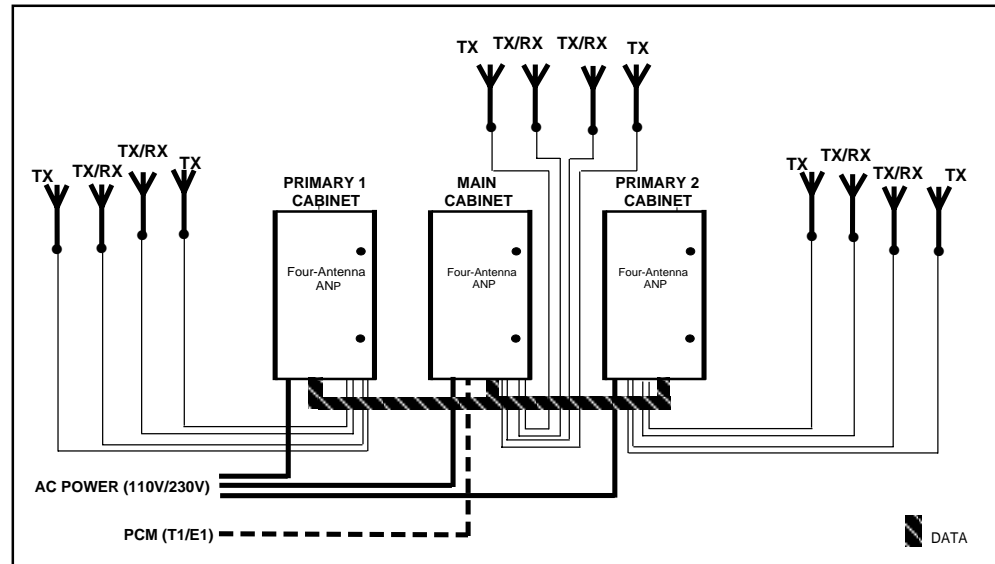 TX TX/RX TX/RX TX
TX TX/RX TX/RX TX
TX TX/RX TX/RX TX
PRIMARY 1
CABINET
MAIN
CABINET
PRIMARY 2
CABINET
Four-Antenna
ANP
Four-Antenna
ANP
Four-Antenna
ANP
AC POWER (110V/230V)
PCM (T1/E1)
DATA